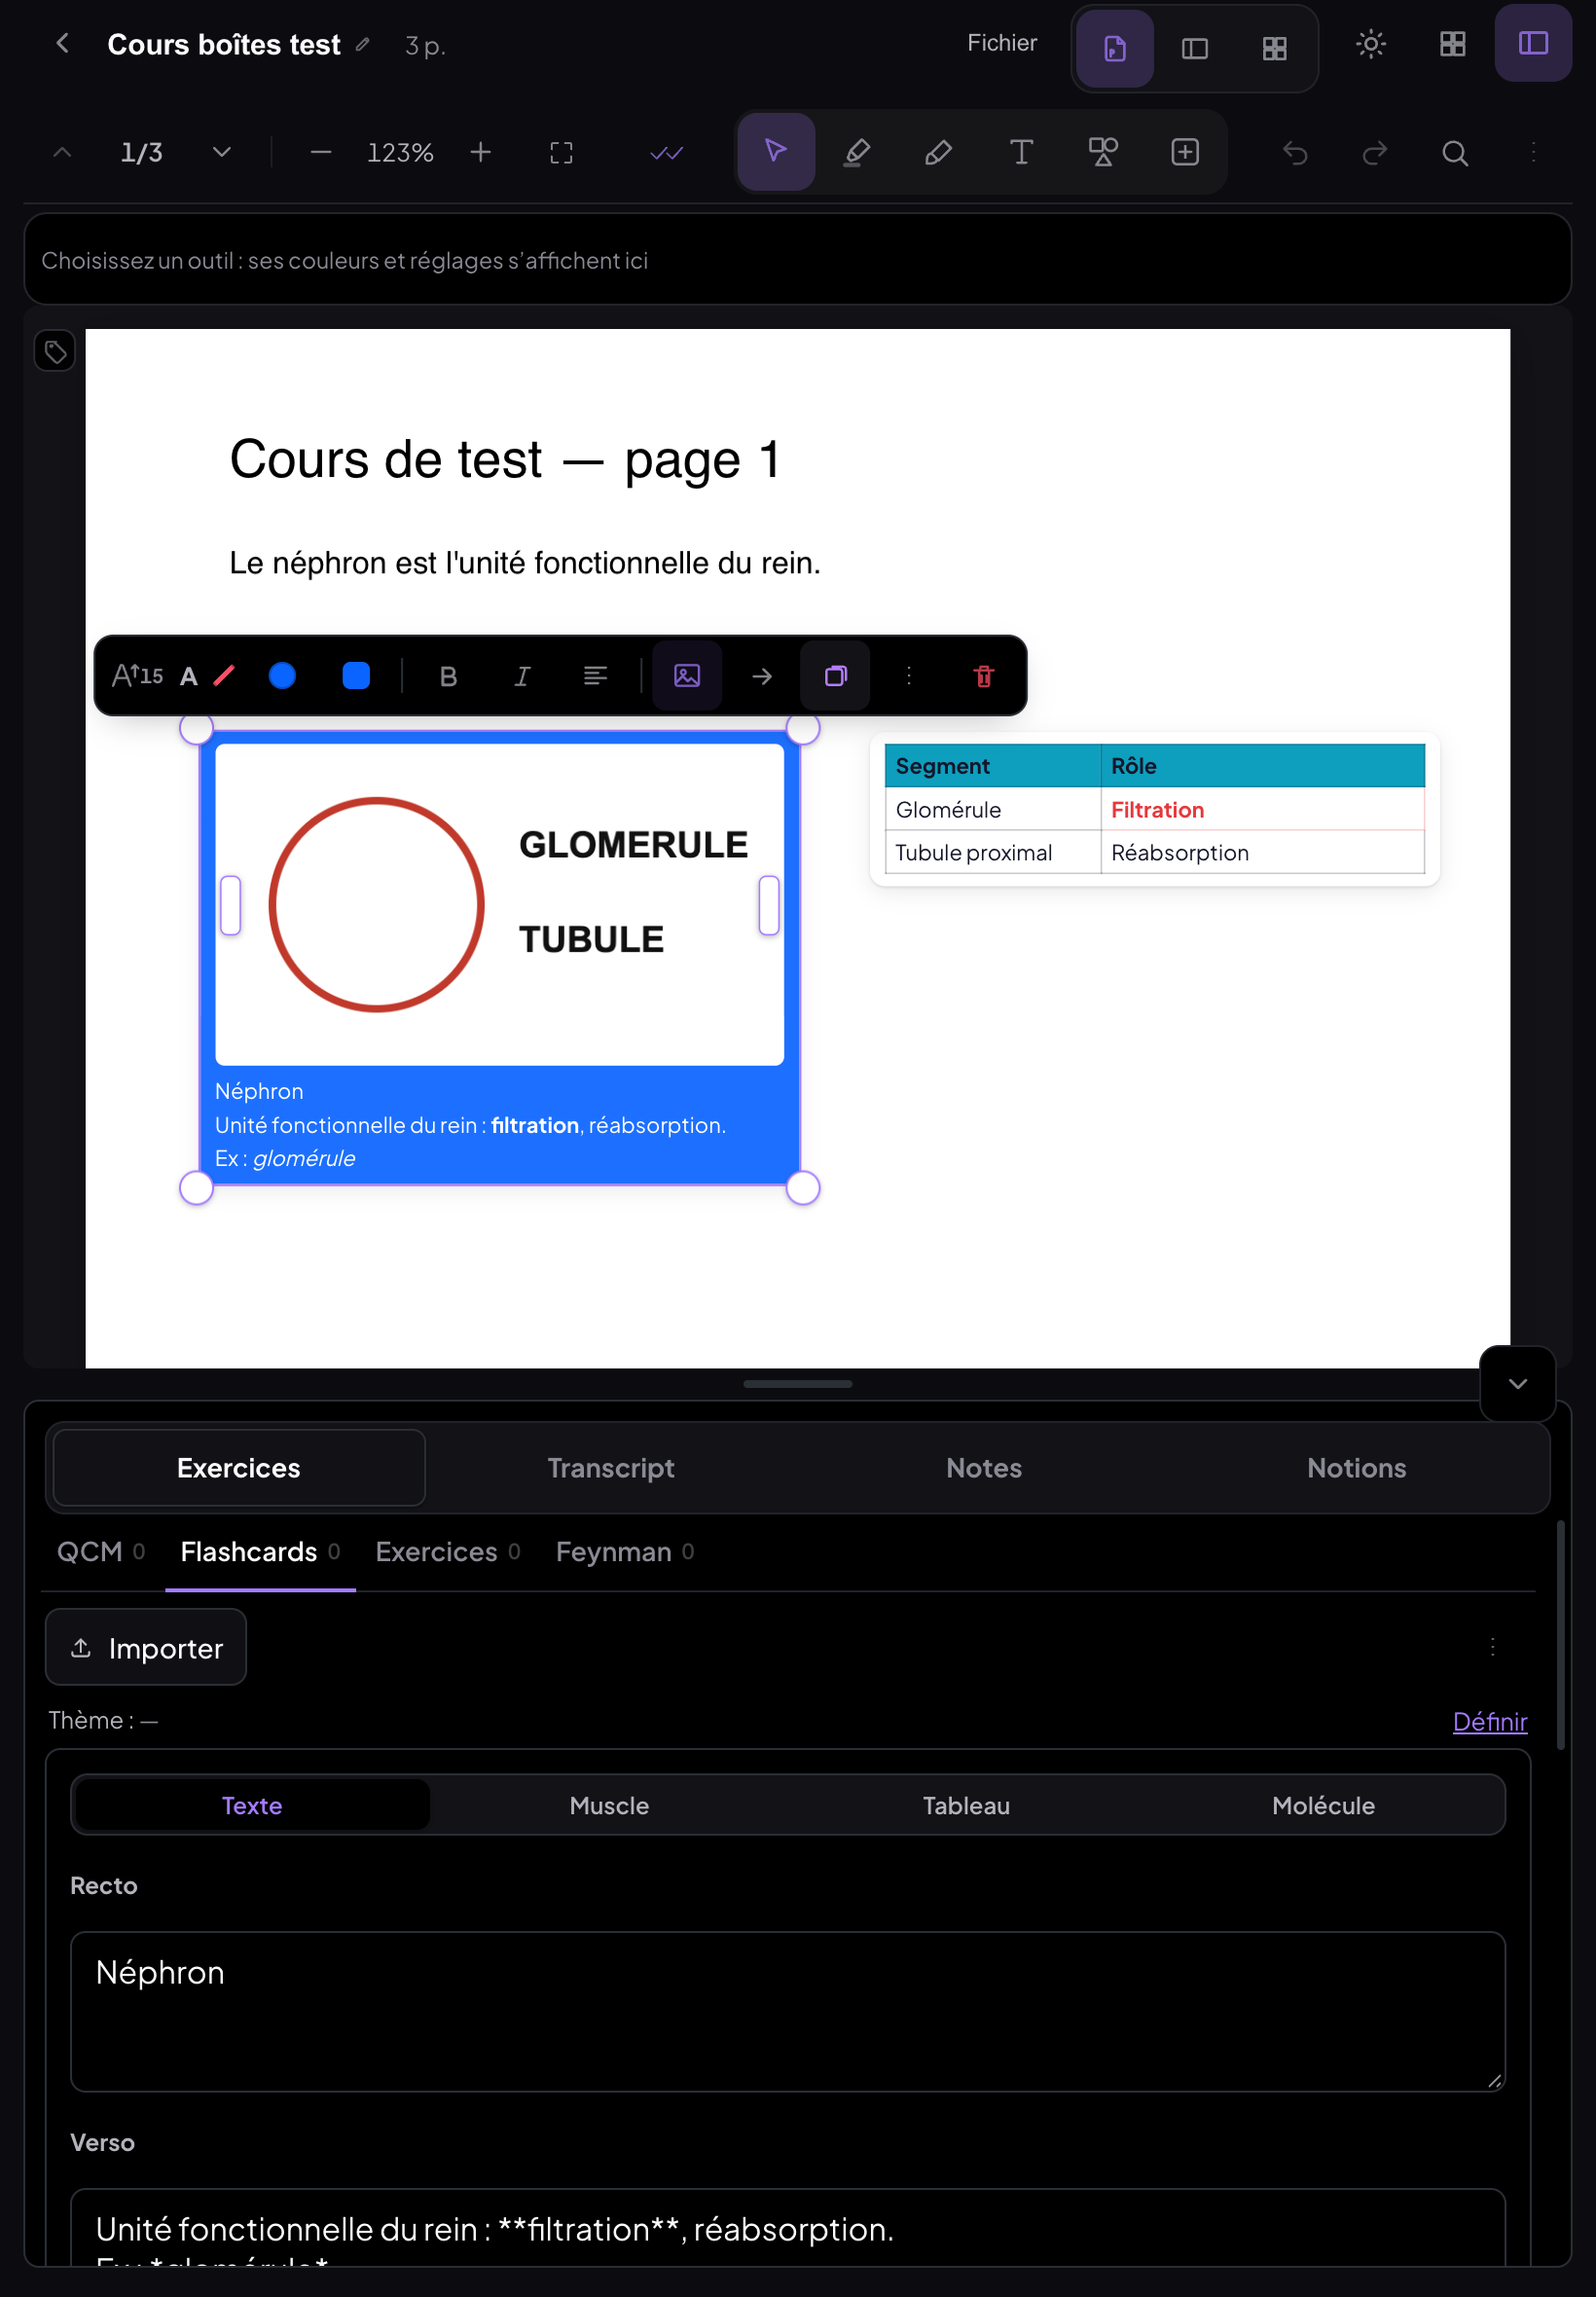 Cours boîtes test 3 p. Fichier
1/3 123%
Choisissez un outil : ses couleurs et réglages s’affichent ici
Cours de test — page 1
Le néphron est l'unité fonctionnelle du rein.
A 15 A B I
GLOMERULE
TUBULE
Néphron
Unité fonctionnelle du rein : filtration, réabsorption.
Ex : glomérule
Segment Rôle
Glomérule Filtration
Tubule proximal Réabsorption
Exercices Transcript Notes Notions
QCM 0 Flashcards 0 Exercices 0 Feynman 0
Importer
Thème : — Définir
Texte Muscle Tableau Molécule
Recto
Néphron
Verso
Unité fonctionnelle du rein : **filtration**, réabsorption.
Ex : *glomérule*